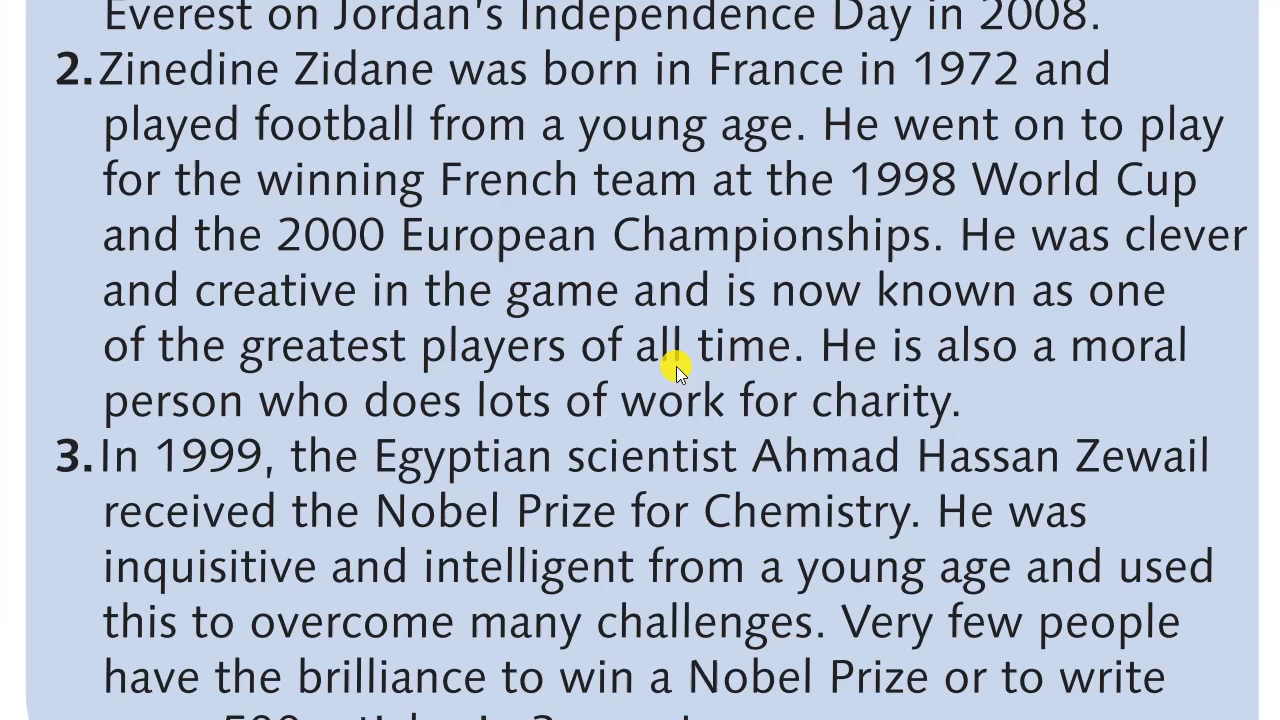 Everest on Jordan's Independence Day in 2008.
2. Zinedine Zidane was born in France in 1972 and
played football from a young age. He went on to play
for the winning French team at the 1998 World Cup
and the 2000 European Championships. He was clever
and creative in the game and is now known as one
of the greatest players of all time. He is also a moral
person who does lots of work for charity.
3. In 1999, the Egyptian scientist Ahmad Hassan Zewail
received the Nobel Prize for Chemistry. He was
inquisitive and intelligent from a young age and used
this to overcome many challenges. Very few people
have the brilliance to win a Nobel Prize or to write
500